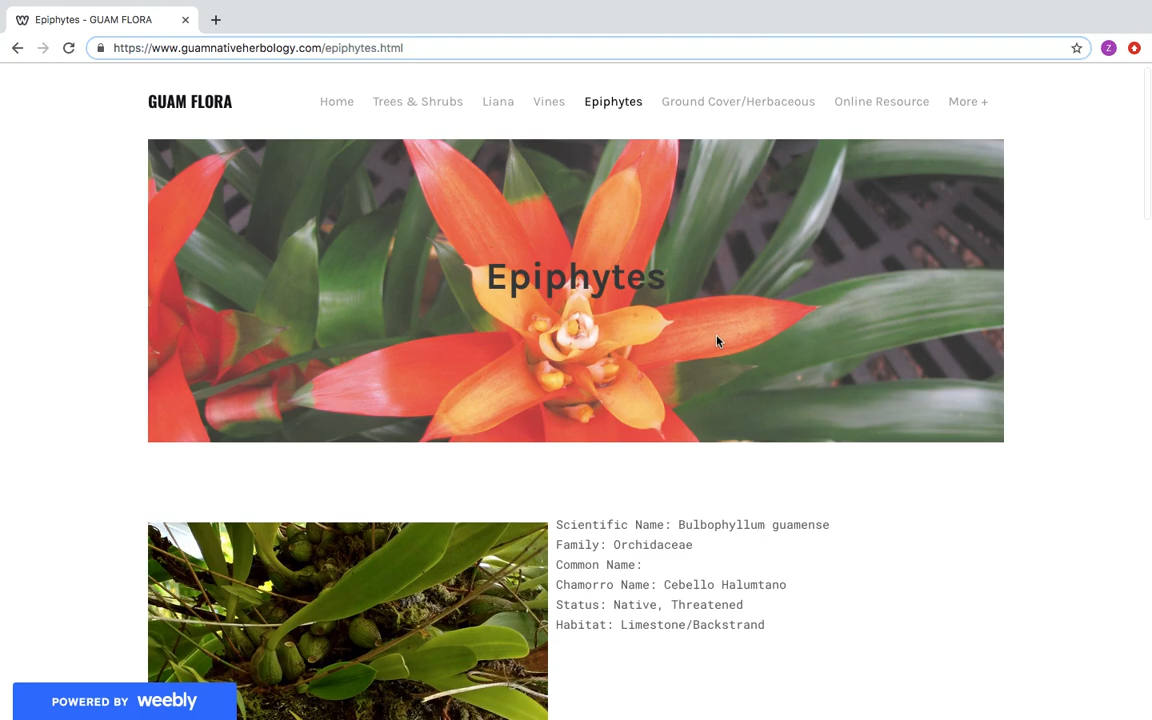 Epiphytes - GUAM FLORA
https://www.guamnativeherbology.com/epiphytes.html
Z
GUAM FLORA
Home Trees & Shrubs Liana Vines Epiphytes Ground Cover/Herbaceous Online Resource More +
Epiphytes
Scientific Name: Bulbophyllum guamense
Family: Orchidaceae
Common Name:
Chamorro Name: Cebello Halumtano
Status: Native, Threatened
Habitat: Limestone/Backstrand
POWERED BY weebly